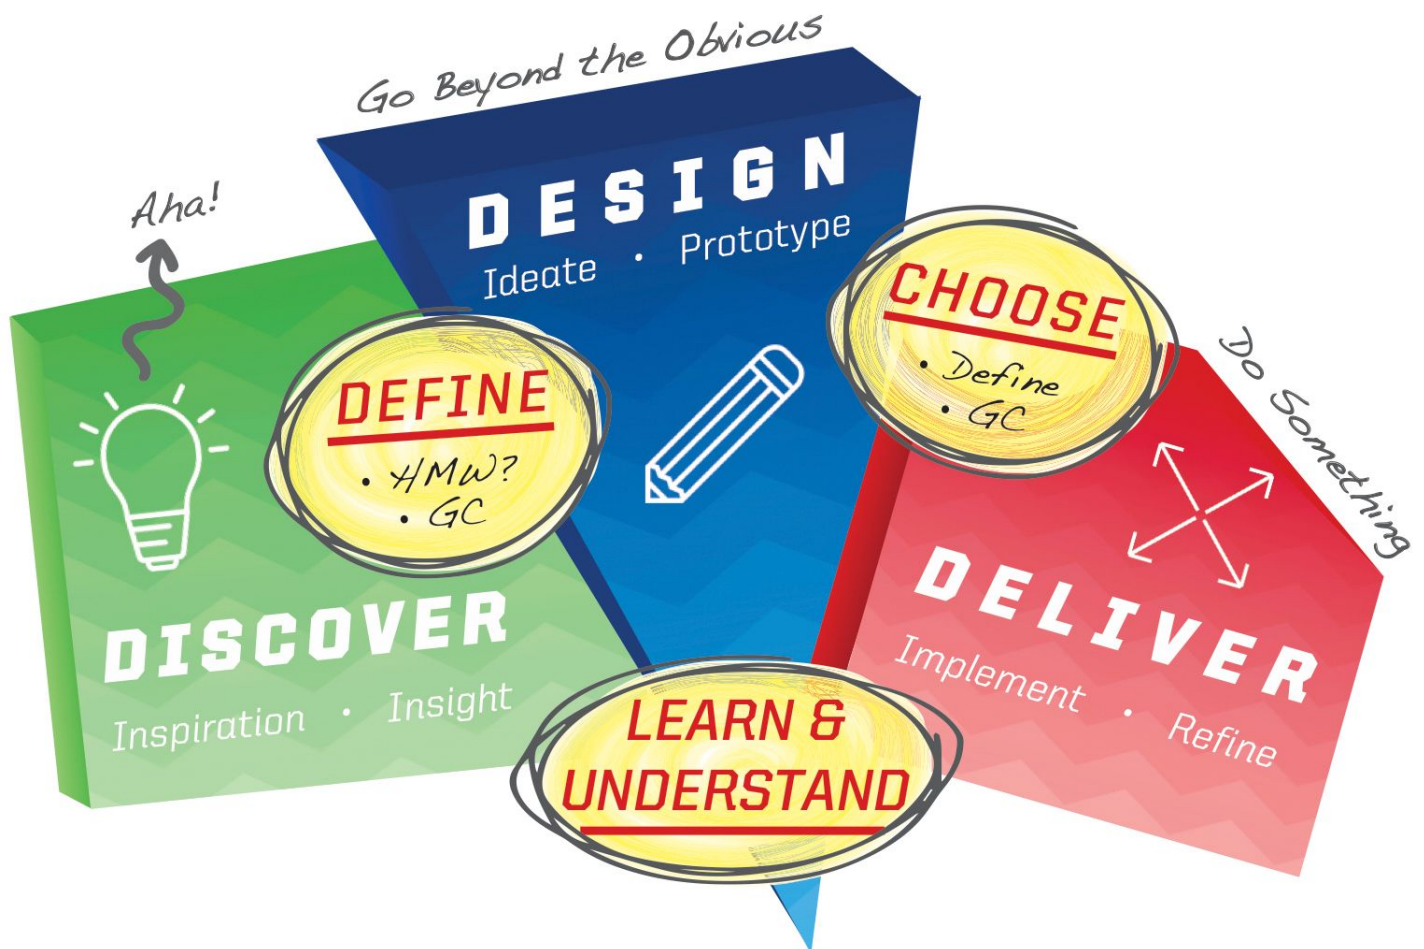 Go Beyond the Obvious
Aha!
DESIGN
Ideate • Prototype
CHOOSE
• Define
• GC
Do Something
DEFINE
• HMW?
• GC
DISCOVER
Inspiration • Insight
DELIVER
Implement • Refine
LEARN &
UNDERSTAND